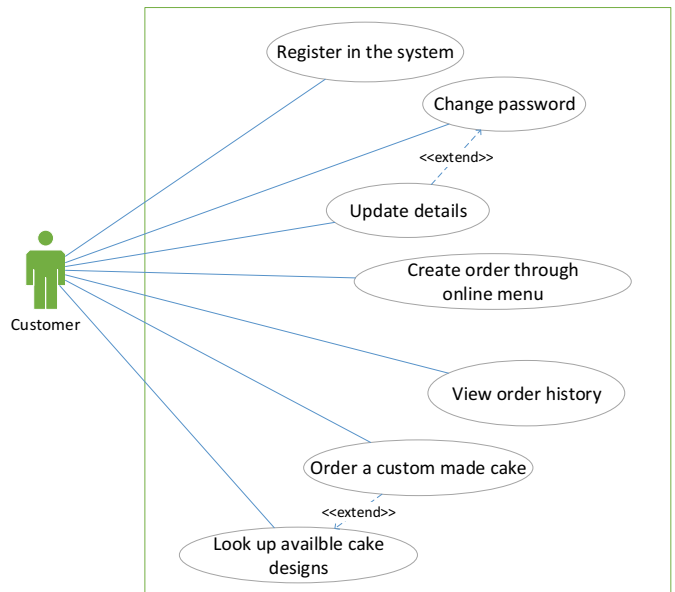 Register in the system
Change password
<<extend>>
Update details
Create order through
online menu
Customer
View order history
Order a custom made cake
<<extend>>
Look up availble cake
designs